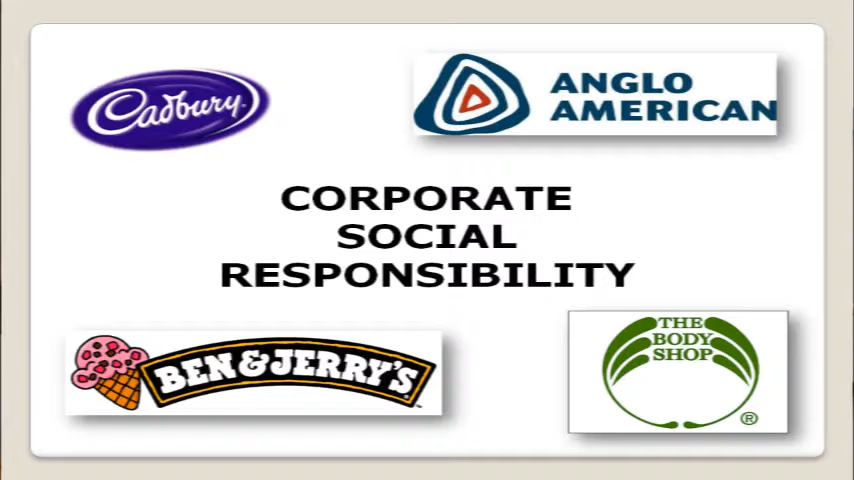 Cadbury
ANGLO
AMERICAN
CORPORATE
SOCIAL
RESPONSIBILITY
BEN & JERRY'S
THE
BODY
SHOP
®